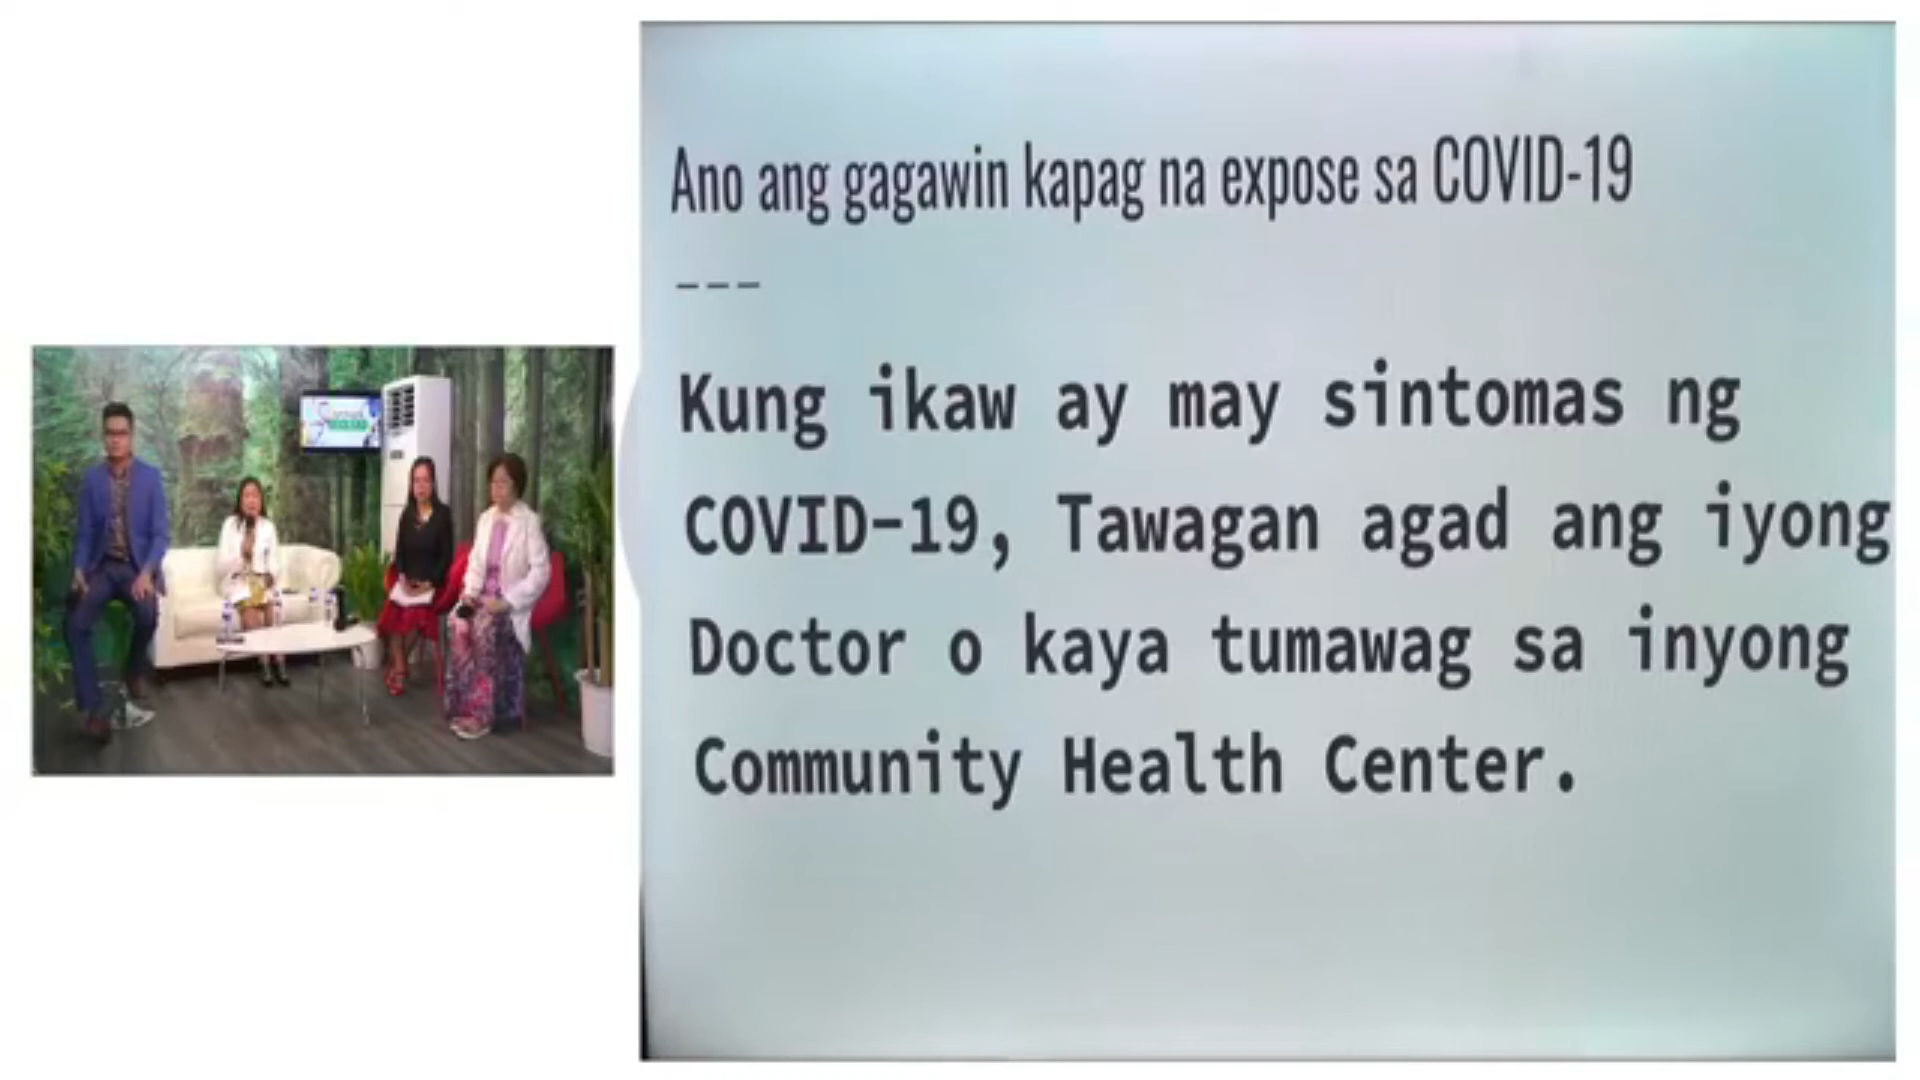 Ano ang gagawin kapag na expose sa COVID-19
---
Kung ikaw ay may sintomas ng
COVID-19, Tawagan agad ang iyong
Doctor o kaya tumawag sa inyong
Community Health Center.